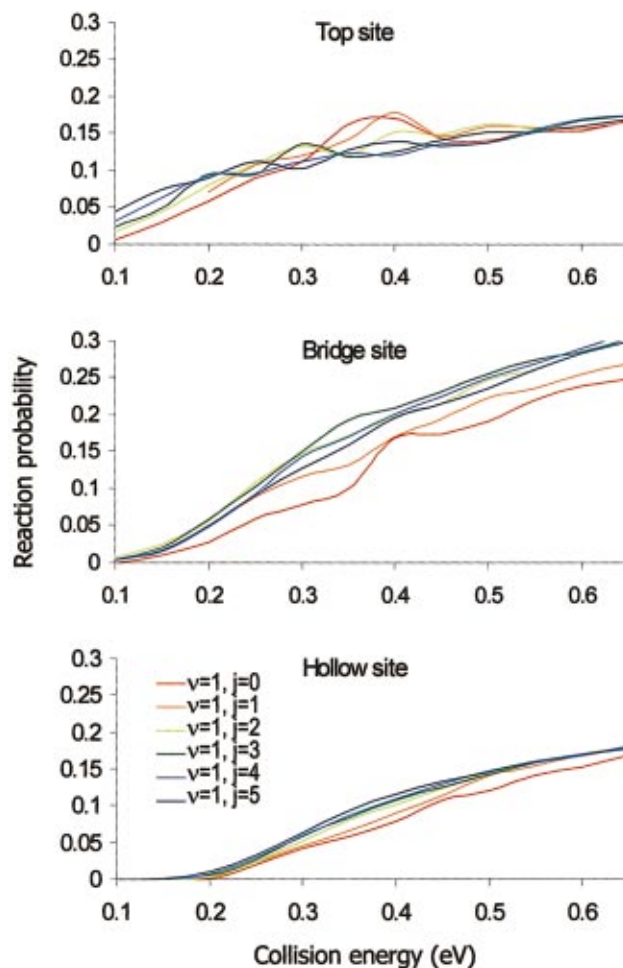 0.3
Top site
0.25
0.2
0.15
0.1
0.05
0
0.1 0.2 0.3 0.4 0.5 0.6
0.3
Bridge site
0.25
0.2
0.15
0.1
0.05
0
0.1 0.2 0.3 0.4 0.5 0.6
Reaction probability
0.3
Hollow site
0.25
0.2
0.15
0.1
0.05
0
ν=1, j=0
ν=1, j=1
ν=1, j=2
ν=1, j=3
ν=1, j=4
ν=1, j=5
0.1 0.2 0.3 0.4 0.5 0.6
Collision energy (eV)